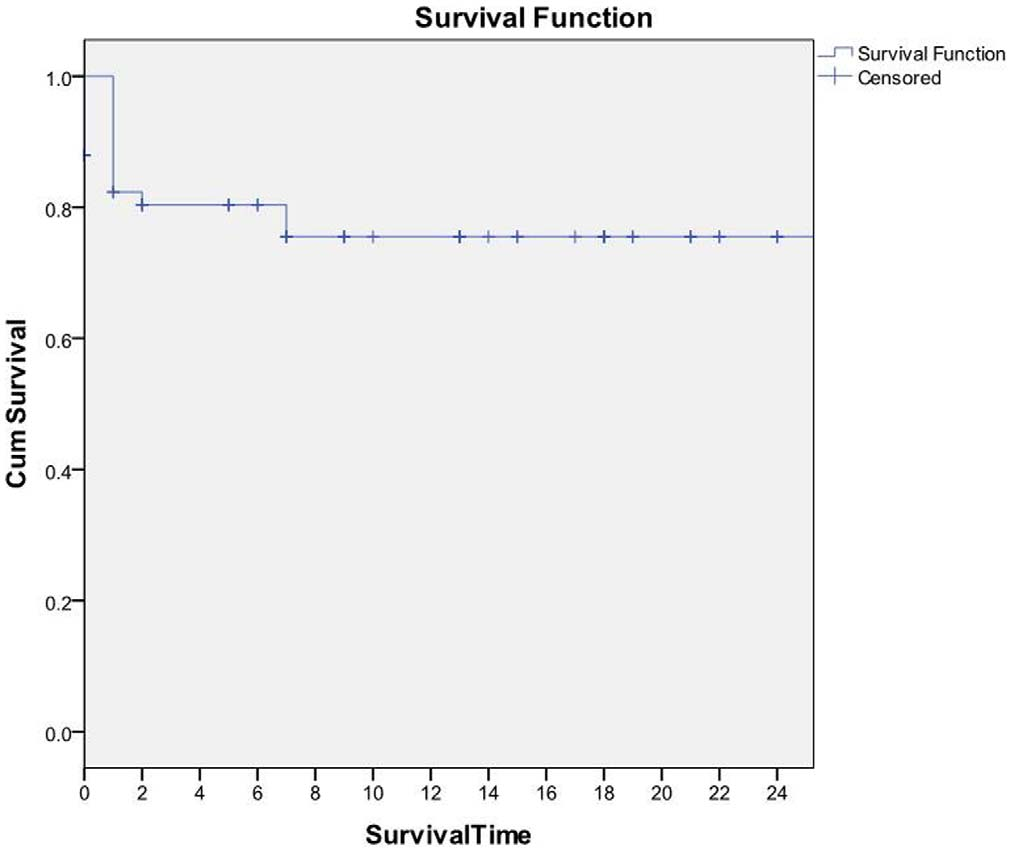 Survival Function
Survival Function
Censored
1.0
0.8
0.6
0.4
0.2
0.0
Cum Survival
0 2 4 6 8 10 12 14 16 18 20 22 24
SurvivalTime